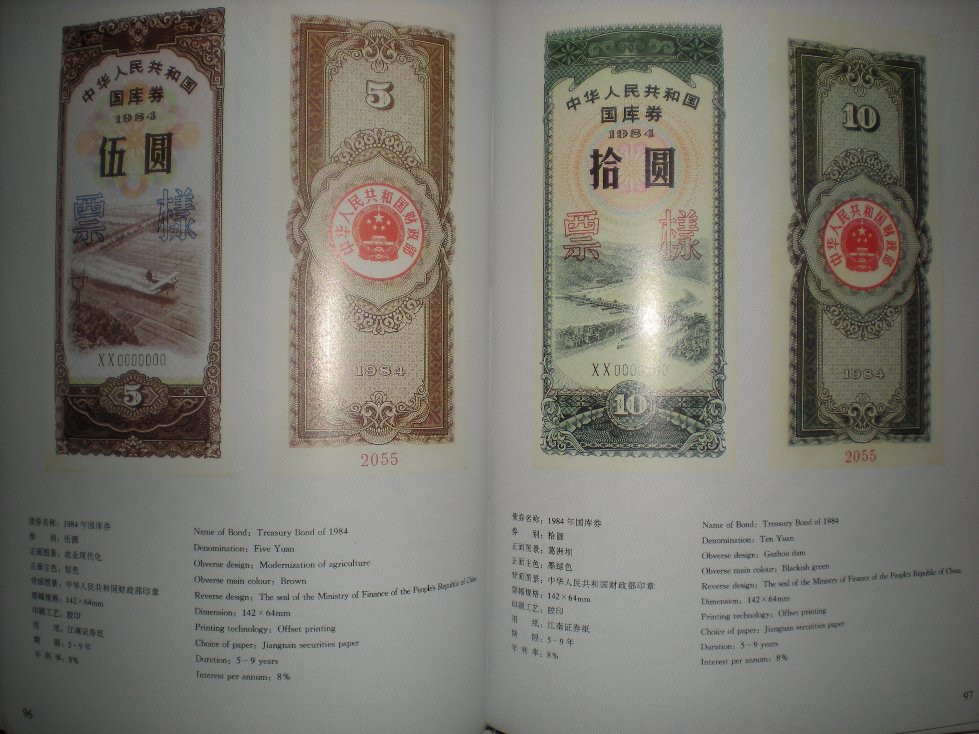 中华人民共和国
国库券
1984
伍圆
票樣
XX0000000
5
5
中华人民共和国财政部
1984
2055
债券名称：1984年国库券
券 别：伍圆
正面图景：农业现代化
正面主色：棕色
背面图景：中华人民共和国财政部印章
票幅规格：142×64mm
印刷工艺：胶印
用 纸：江南证券纸
期 限：5-9年
年利率：8%
Name of Bond: Treasury Bond of 1984
Denomination: Five Yuan
Obverse design: Modernization of agriculture
Obverse main colour: Brown
Reverse design: The seal of the Ministry of Finance of the People's Republic of China
Dimension: 142×64mm
Printing technology: Offset printing
Choice of paper: Jiangnan securities paper
Duration: 5-9 years
Interest per annum: 8%
96
中华人民共和国
国库券
1984
拾圆
票樣
10
10
中华人民共和国财政部
1984
2055
债券名称：1984年国库券
券 别：拾圆
正面图景：葛洲坝
正面主色：墨绿色
背面图景：中华人民共和国财政部印章
票幅规格：142×64mm
印刷工艺：胶印
用 纸：江南证券纸
期 限：5-9年
年利率：8%
Name of Bond: Treasury Bond of 1984
Denomination: Ten Yuan
Obverse design: Gezhou dam
Obverse main colour: Blackish green
Reverse design: The seal of the Ministry of Finance of the People's Republic of China
Dimension: 142×64mm
Printing technology: Offset printing
Choice of paper: Jiangnan securities paper
Duration: 5-9 years
Interest per annum: 8%
97